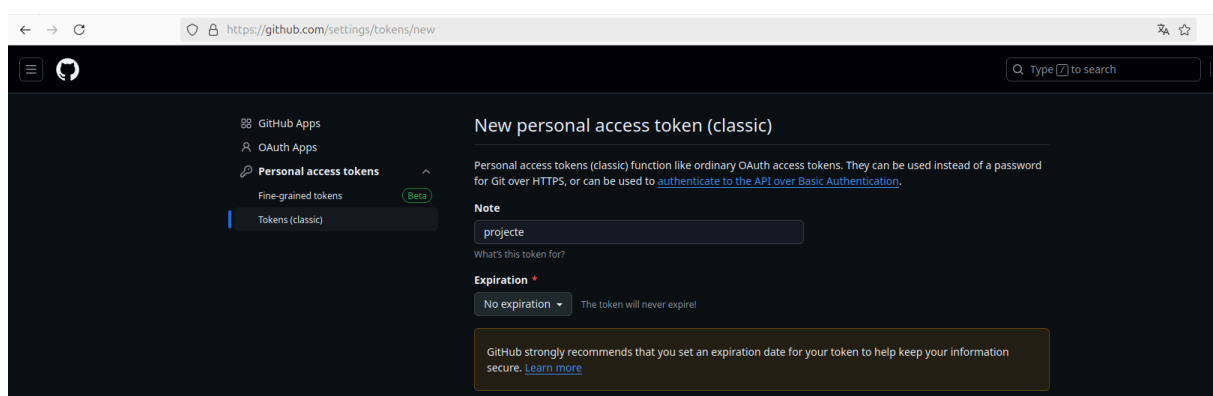 https://github.com/settings/tokens/new
Type / to search
GitHub Apps
OAuth Apps
Personal access tokens
Fine-grained tokens Beta
Tokens (classic)
New personal access token (classic)
Personal access tokens (classic) function like ordinary OAuth access tokens. They can be used instead of a password
for Git over HTTPS, or can be used to authenticate to the API over Basic Authentication.
Note
projecte
What's this token for?
Expiration *
No expiration The token will never expire!
GitHub strongly recommends that you set an expiration date for your token to help keep your information
secure. Learn more